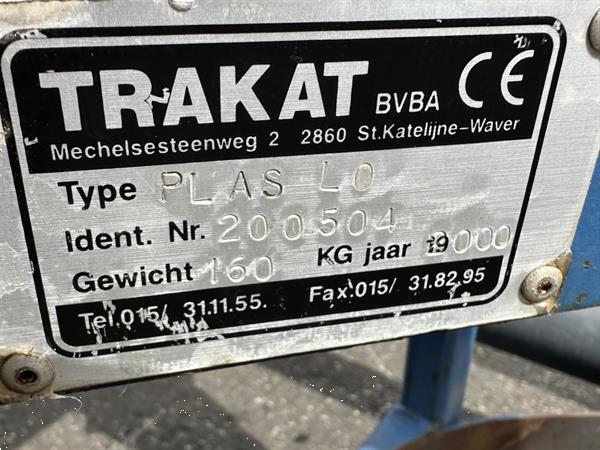 TRAKAT BVBA CE
Mechelsesteenweg 2 2860 St.Katelijne-Waver
Type PLAS LO
Ident. Nr. 200504
Gewicht 160 KG jaar 192000
Tel.015/ 31.11.55. Fax.015/ 31.82.95